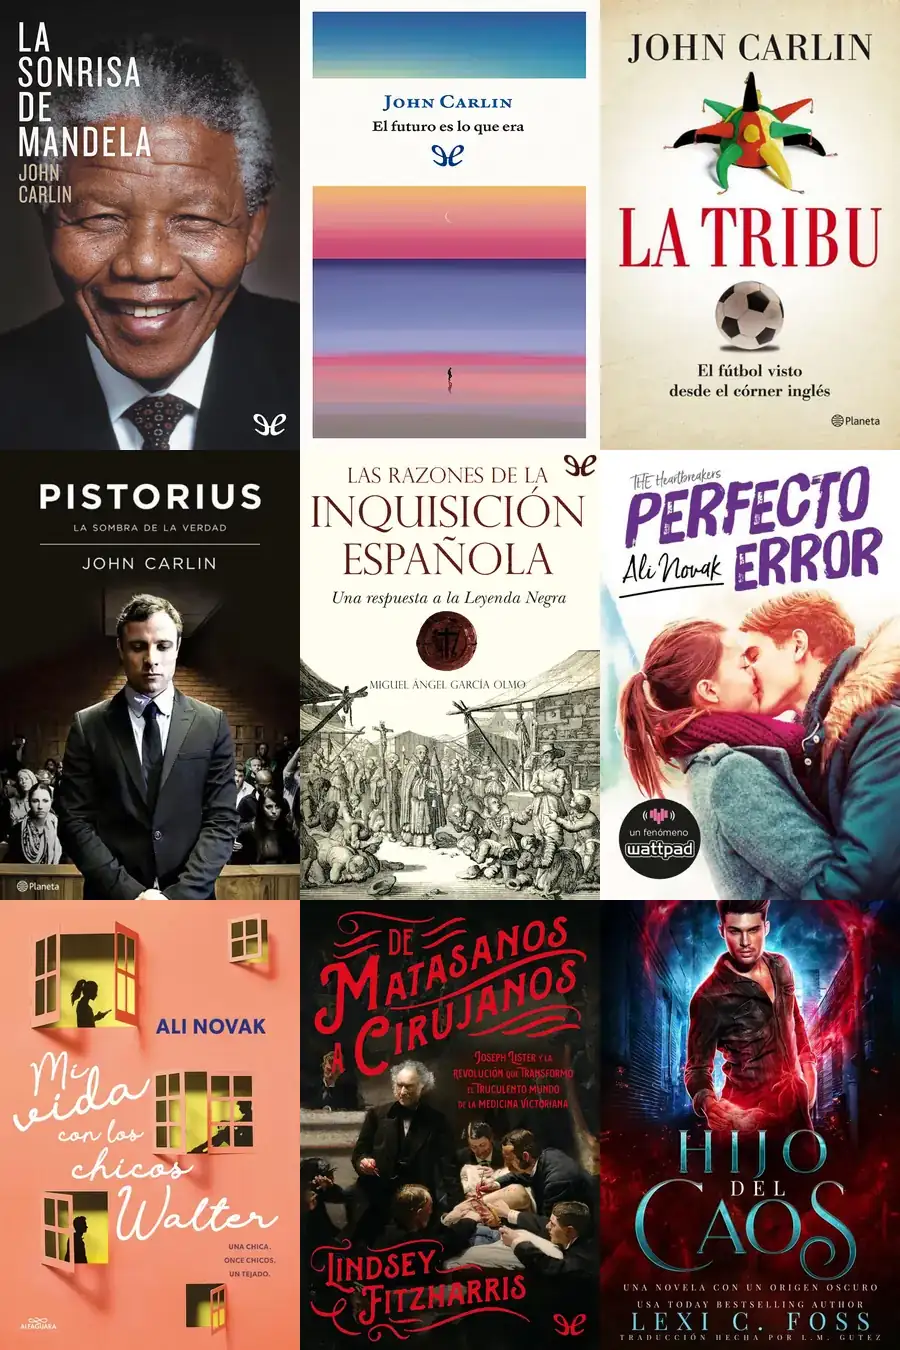 LA
SONRISA
DE
MANDELA
JOHN
CARLIN
JOHN CARLIN
El futuro es lo que era
JOHN CARLIN
LA TRIBU
El fútbol visto
desde el córner inglés
Planeta
PISTORIUS
LA SOMBRA DE LA VERDAD
JOHN CARLIN
Planeta
LAS RAZONES DE LA
INQUISICIÓN
ESPAÑOLA
Una respuesta a la Leyenda Negra
MIGUEL ÁNGEL GARCÍA OLMO
THE Heartbreakers
PERFECTO
Ali Novak
ERROR
un fenómeno
wattpad
ALI NOVAK
Mi
vida
con los
chicos
Walter
UNA CHICA.
ONCE CHICOS.
UN TEJADO.
ALFAGUARA
DE
MATASANOS
A CIRUJANOS
JOSEPH LISTER Y LA
REVOLUCIÓN QUE TRANSFORMÓ
EL TRUCULENTO MUNDO
DE LA MEDICINA VICTORIANA
LINDSEY
FITZHARRIS
HIJO
DEL
CAOS
UNA NOVELA CON UN ORIGEN OSCURO
USA TODAY BESTSELLING AUTHOR
LEXI C. FOSS
TRADUCCIÓN HECHA POR L.M. GUTEZ